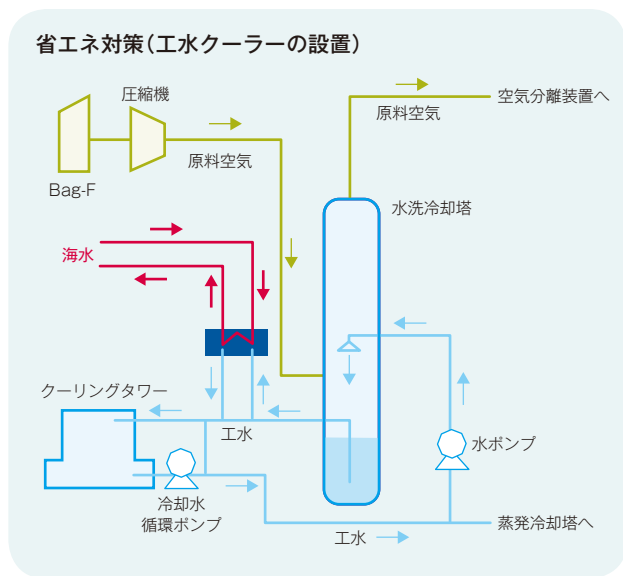 省エネ対策(工水クーラーの設置)
圧縮機
原料空気
空気分離装置へ
原料空気
Bag-F
水洗冷却塔
海水
クーリングタワー
工水
水ポンプ
冷却水
循環ポンプ
工水
蒸発冷却塔へ